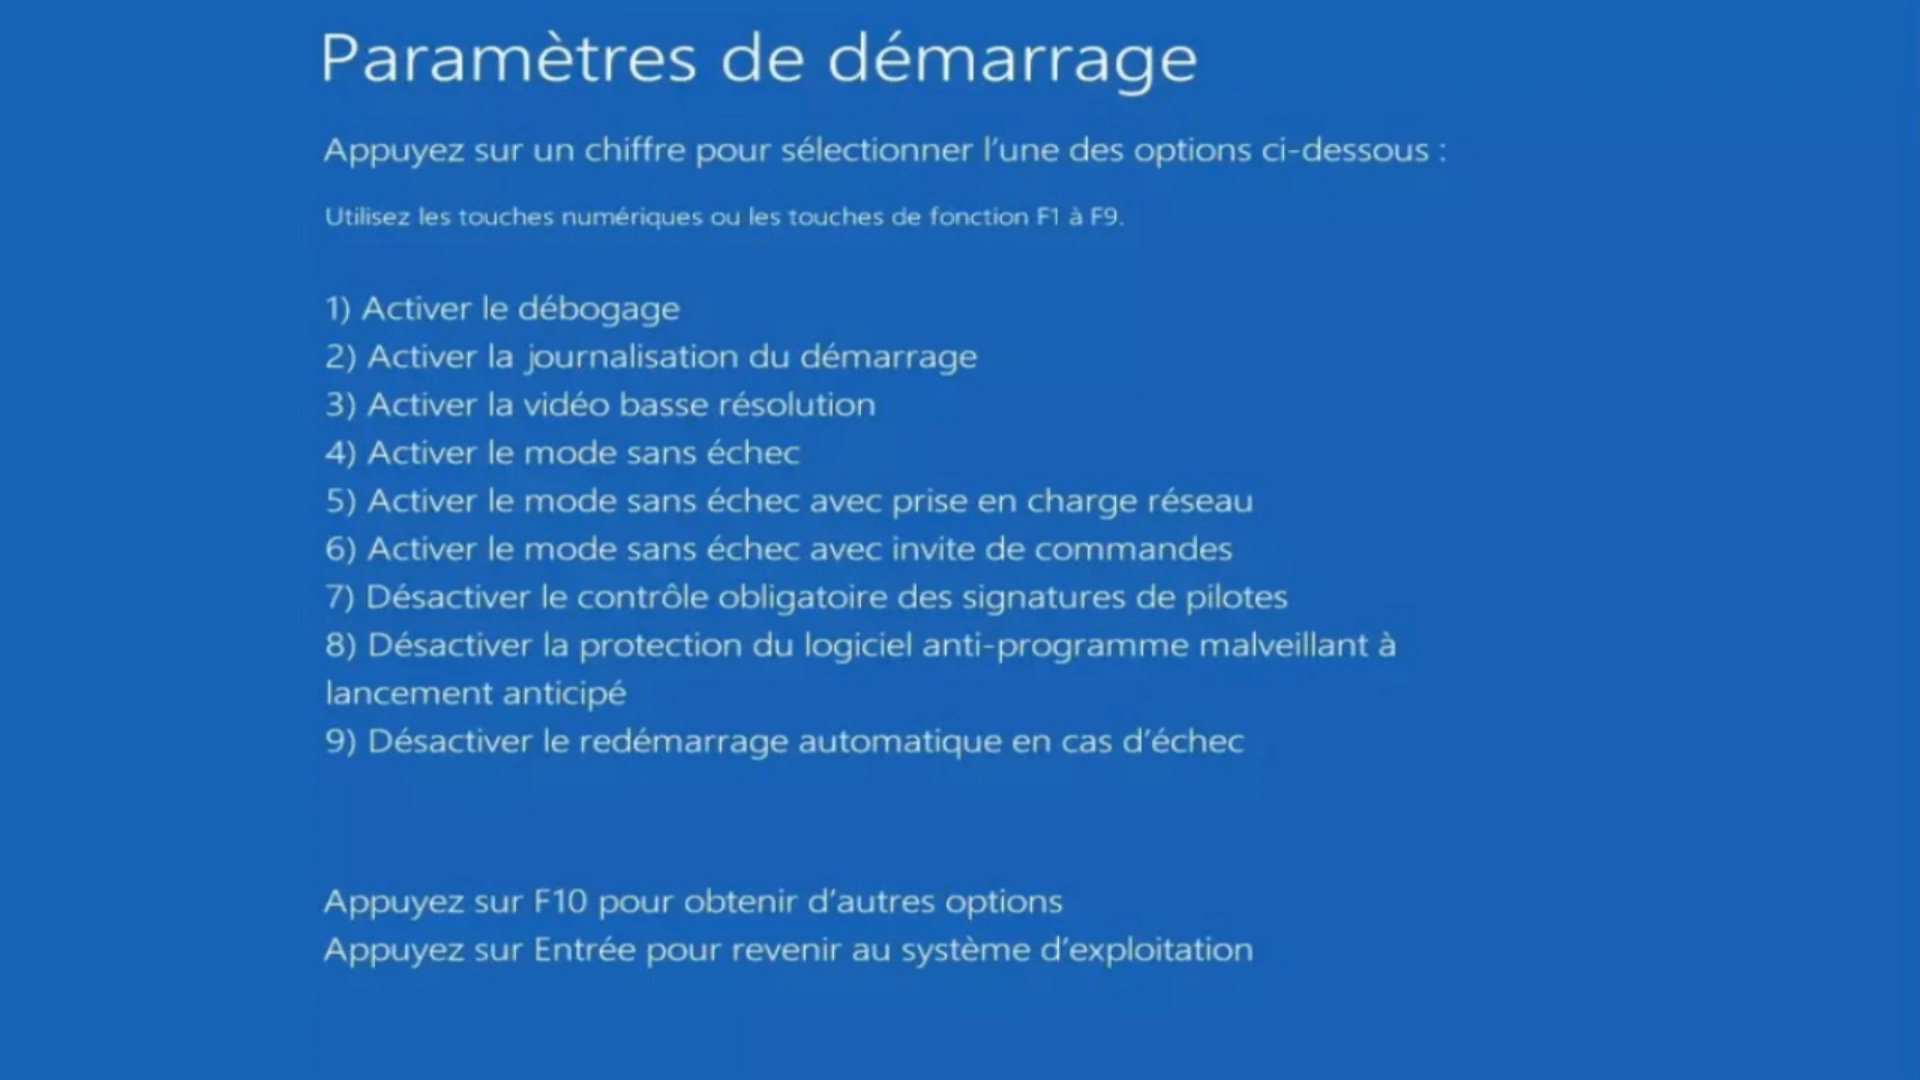 Paramètres de démarrage
Appuyez sur un chiffre pour sélectionner l'une des options ci-dessous :
Utilisez les touches numériques ou les touches de fonction F1 à F9.
1) Activer le débogage
2) Activer la journalisation du démarrage
3) Activer la vidéo basse résolution
4) Activer le mode sans échec
5) Activer le mode sans échec avec prise en charge réseau
6) Activer le mode sans échec avec invite de commandes
7) Désactiver le contrôle obligatoire des signatures de pilotes
8) Désactiver la protection du logiciel anti-programme malveillant à
lancement anticipé
9) Désactiver le redémarrage automatique en cas d'échec
Appuyez sur F10 pour obtenir d'autres options
Appuyez sur Entrée pour revenir au système d'exploitation